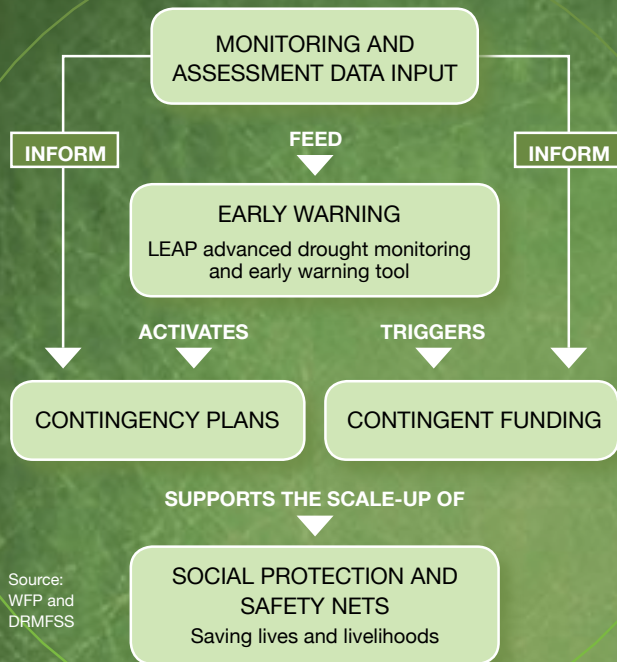 MONITORING AND
ASSESSMENT DATA INPUT
INFORM
FEED
INFORM
EARLY WARNING
LEAP advanced drought monitoring
and early warning tool
ACTIVATES
TRIGGERS
CONTINGENCY PLANS
CONTINGENT FUNDING
SUPPORTS THE SCALE-UP OF
SOCIAL PROTECTION AND
SAFETY NETS
Saving lives and livelihoods
Source:
WFP and
DRMFSS